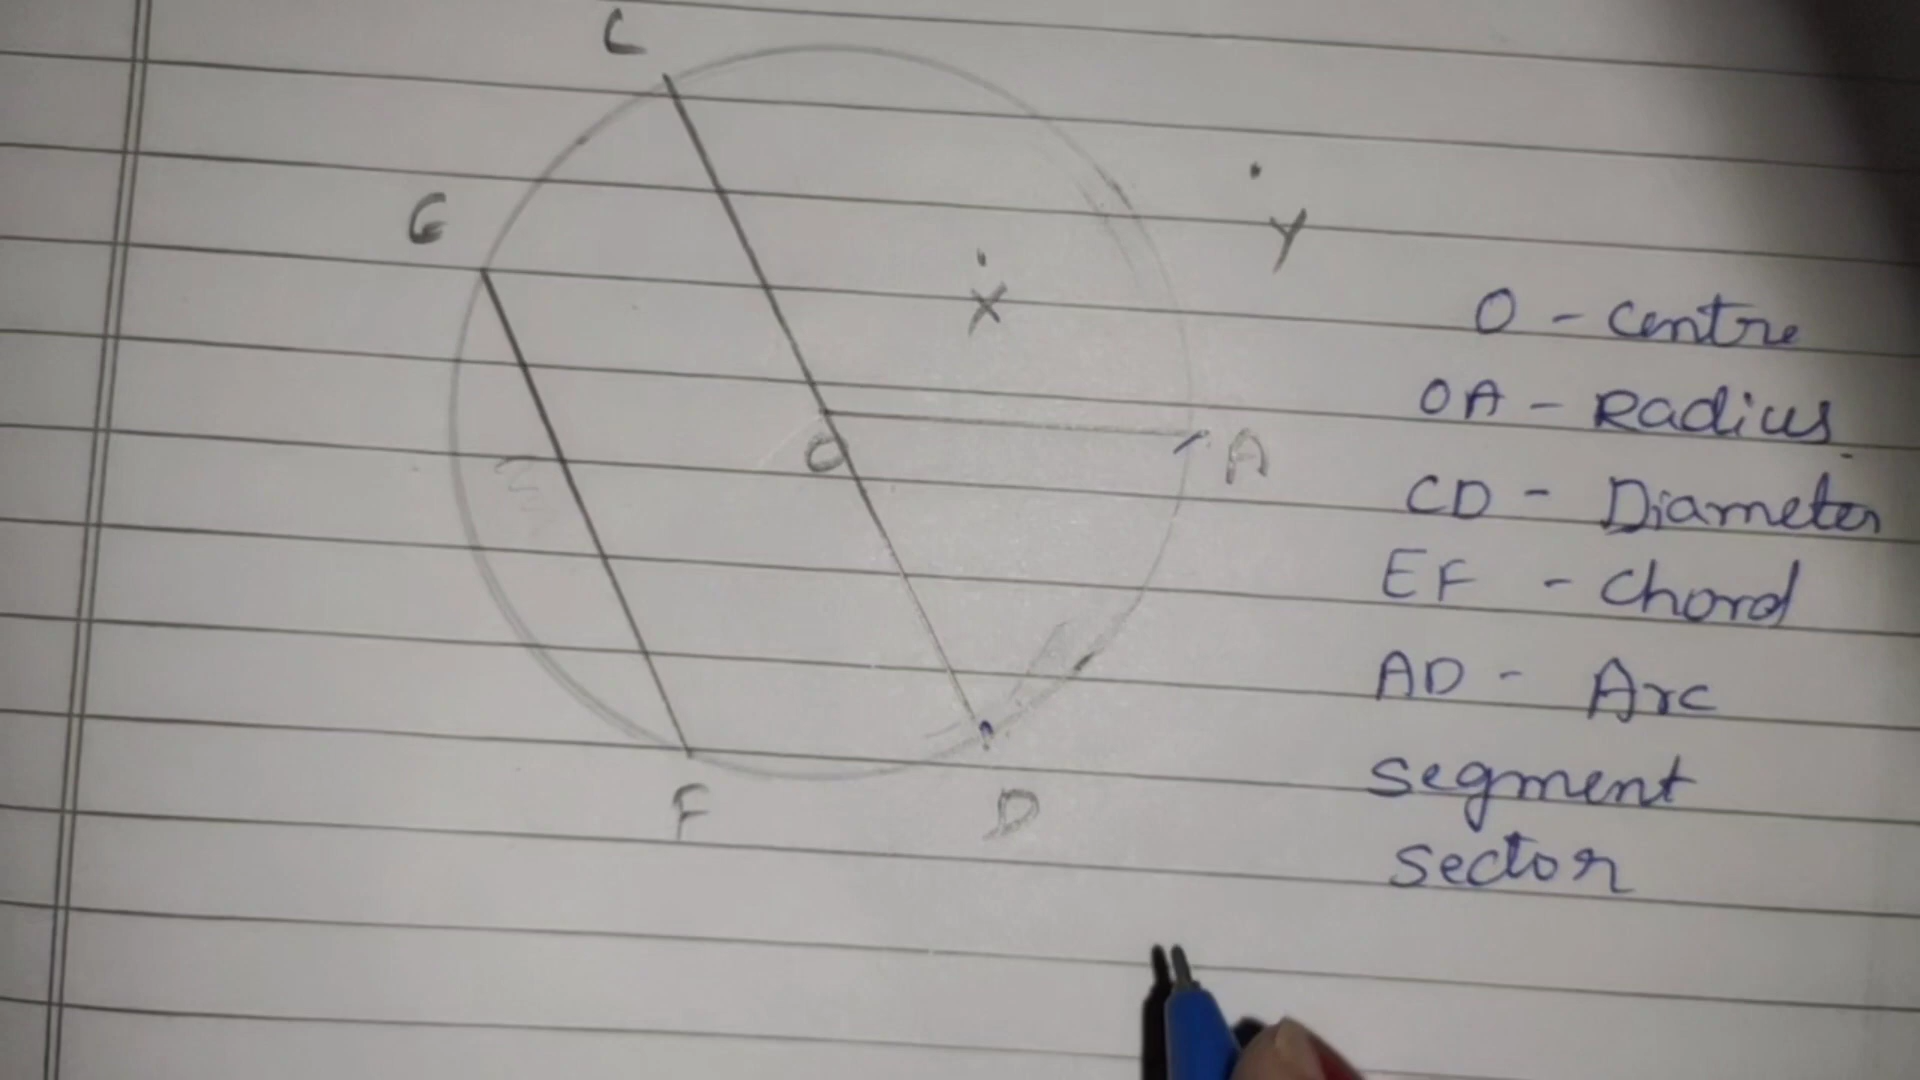 C
E
Y
X
O - Centre
OA - Radius
O
A
CD - Diameter
EF - Chord
AD - Arc
F
D
Segment
Sector